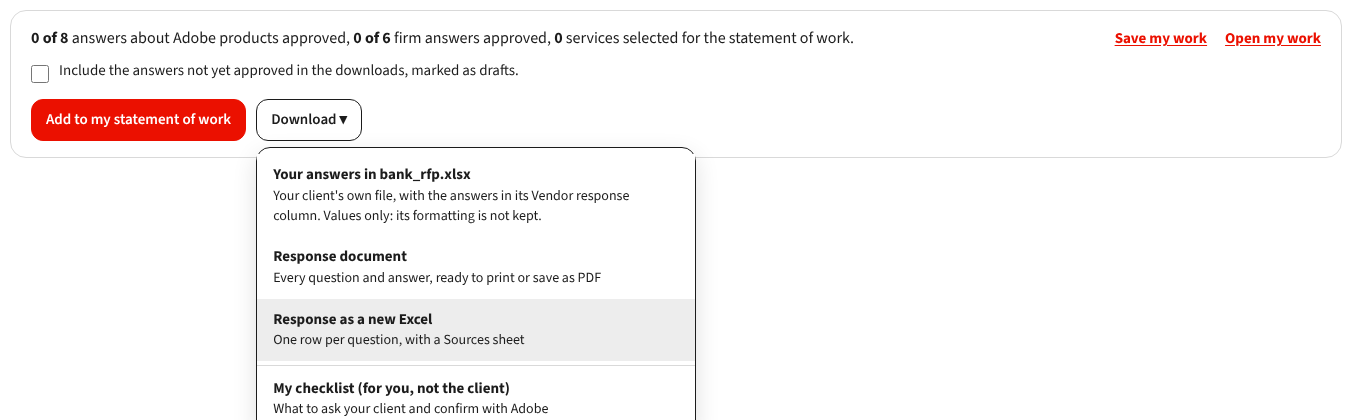 0 of 8 answers about Adobe products approved, 0 of 6 firm answers approved, 0 services selected for the statement of work.
Save my work
Open my work
Include the answers not yet approved in the downloads, marked as drafts.
Add to my statement of work
Download ▾
Your answers in bank_rfp.xlsx
Your client's own file, with the answers in its Vendor response
column. Values only: its formatting is not kept.
Response document
Every question and answer, ready to print or save as PDF
Response as a new Excel
One row per question, with a Sources sheet
My checklist (for you, not the client)
What to ask your client and confirm with Adobe